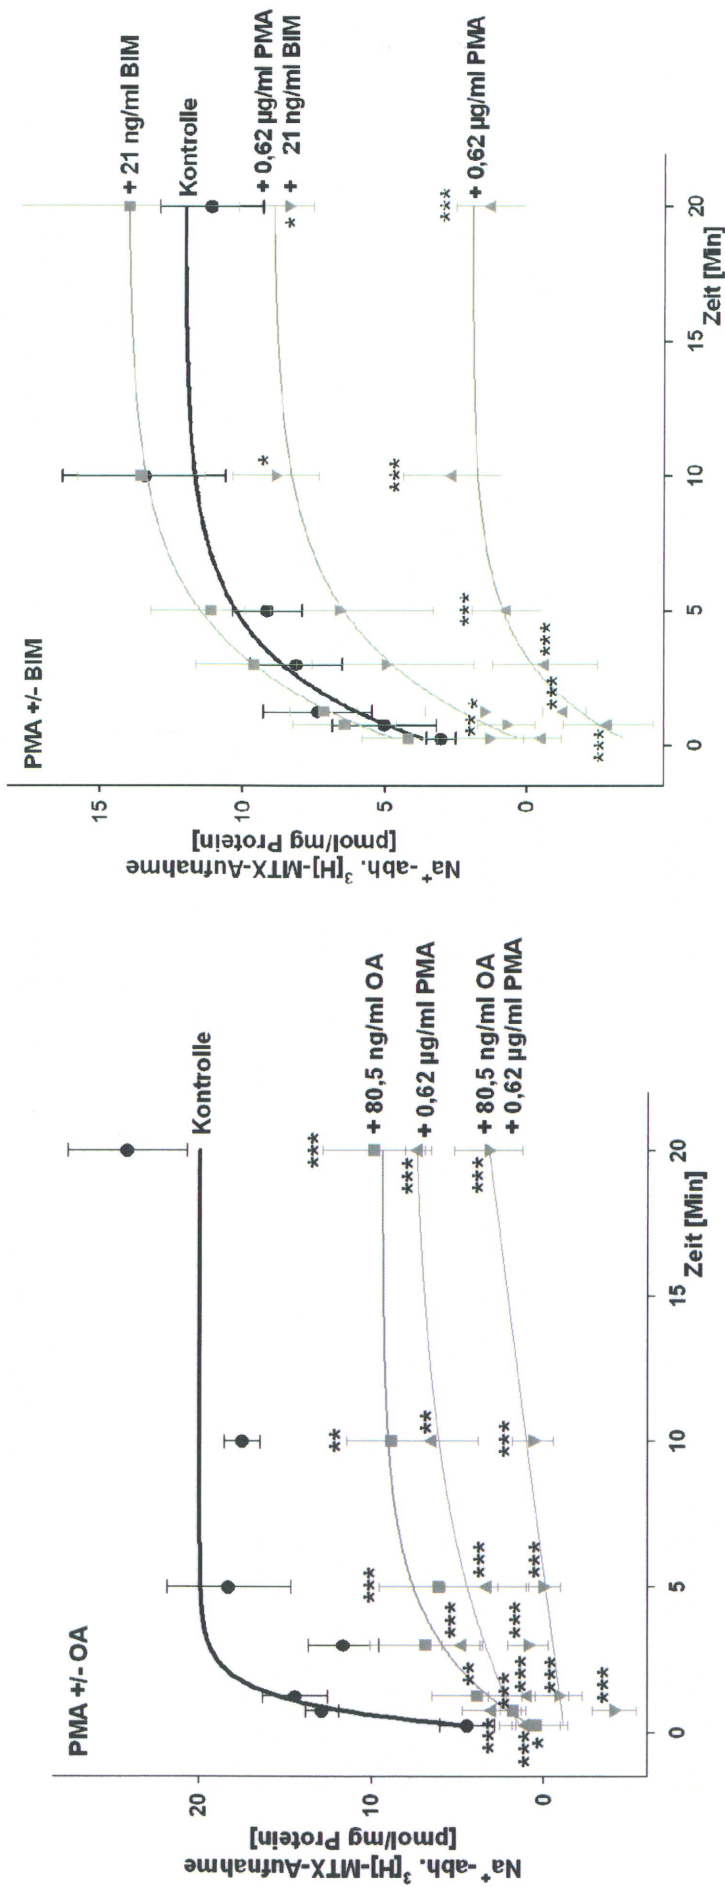 PMA +/- OA
Na⁺-abh. ³[H]-MTX-Aufnahme
[pmol/mg Protein]
20
10
0
Kontrolle
***
+ 80,5 ng/ml OA
+ 0,62 µg/ml PMA
***
+ 80,5 ng/ml OA
+ 0,62 µg/ml PMA
***
**
**
***
***
***
***
***
***
**
***
***
***
***
***
***
*
0
5
10
15
20
Zeit [Min]
PMA +/- BIM
Na⁺-abh. ³[H]-MTX-Aufnahme
[pmol/mg Protein]
15
10
5
0
+ 21 ng/ml BIM
Kontrolle
+ 0,62 µg/ml PMA
+ 21 ng/ml BIM
*
*
+ 0,62 µg/ml PMA
***
***
***
***
***
***
**
*
0
5
10
15
20
Zeit [Min]